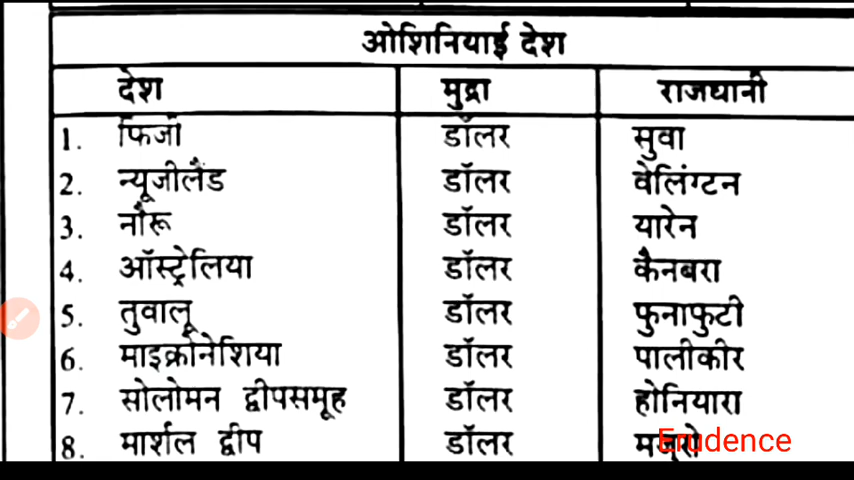 ओशिनियाई देश
देश मुद्रा राजधानी
1. फिजी डॉलर सुवा
2. न्यूजीलैंड डॉलर वेलिंग्टन
3. नौरू डॉलर यारेन
4. ऑस्ट्रेलिया डॉलर कैनबरा
5. तुवालू डॉलर फुनाफुटी
6. माइक्रोनेशिया डॉलर पालीकीर
7. सोलोमन द्वीपसमूह डॉलर होनियारा
8. मार्शल द्वीप डॉलर
Erudence